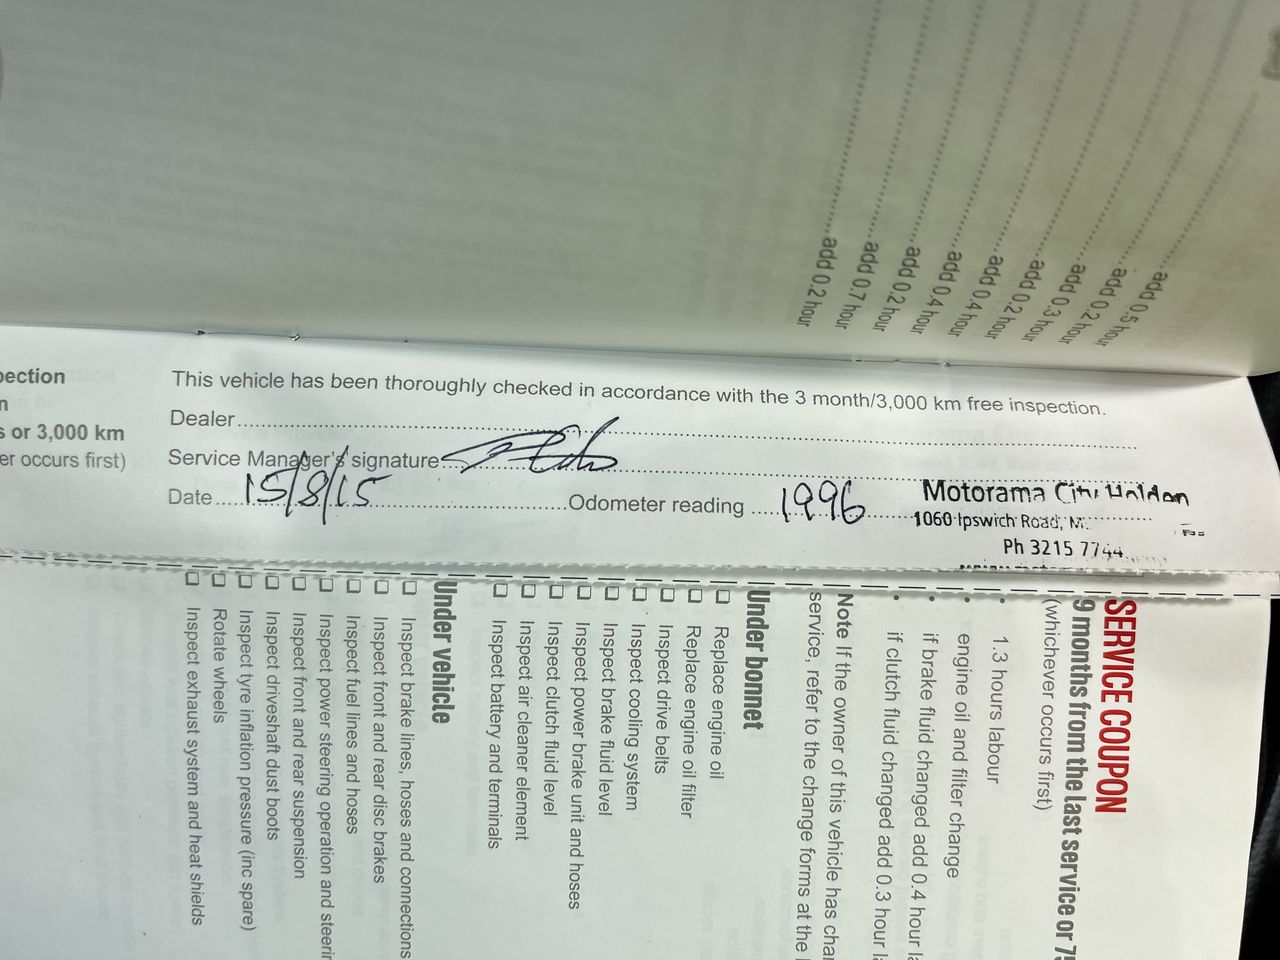 add 0.5 hour
add 0.2 hour
add 0.3 hour
add 0.2 hour
add 0.4 hour
add 0.4 hour
add 0.2 hour
add 0.7 hour
add 0.2 hour
pection
n
s or 3,000 km
er occurs first)
This vehicle has been thoroughly checked in accordance with the 3 month/3,000 km free inspection.
Dealer
Service Manager's signature
Date 15/8/15 Odometer reading 1996
Motorama City Holden
1060 Ipswich Road, M
Ph 3215 7744
SERVICE COUPON
9 months from the last service or 75
(whichever occurs first)
• 1.3 hours labour
• engine oil and filter change
• if brake fluid changed add 0.4 hour la
• if clutch fluid changed add 0.3 hour la
Note If the owner of this vehicle has chan
service, refer to the change forms at the
Under bonnet
Replace engine oil
Replace engine oil filter
Inspect drive belts
Inspect cooling system
Inspect brake fluid level
Inspect power brake unit and hoses
Inspect clutch fluid level
Inspect air cleaner element
Inspect battery and terminals
Under vehicle
Inspect brake lines, hoses and connections
Inspect front and rear disc brakes
Inspect fuel lines and hoses
Inspect power steering operation and steeri
Inspect front and rear suspension
Inspect driveshaft dust boots
Inspect tyre inflation pressure (inc spare)
Rotate wheels
Inspect exhaust system and heat shields